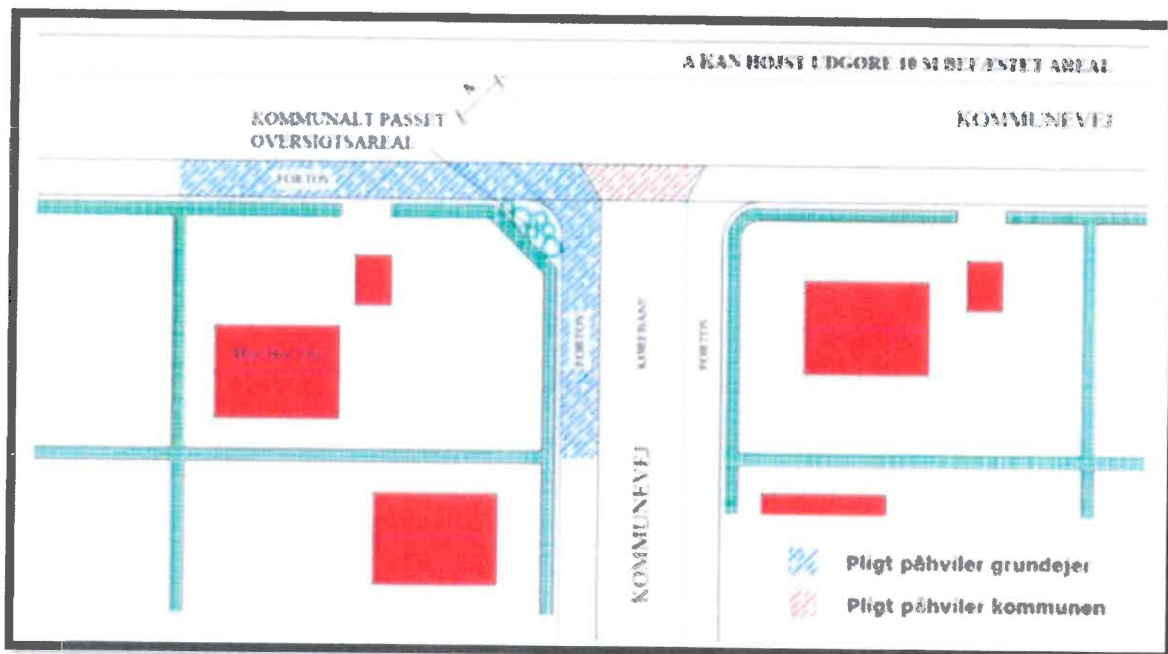 A KAN HØJST UDGØRE 10 M BEFÆSTET AREAL
A
KOMMUNALT PASSET
OVERSIGTSAREAL
KOMMUNEVEJ
FORTOV
FORTOV
KØREBANE
FORTOV
KOMMUNEVEJ
Pligt påhviler grundejer
Pligt påhviler kommunen